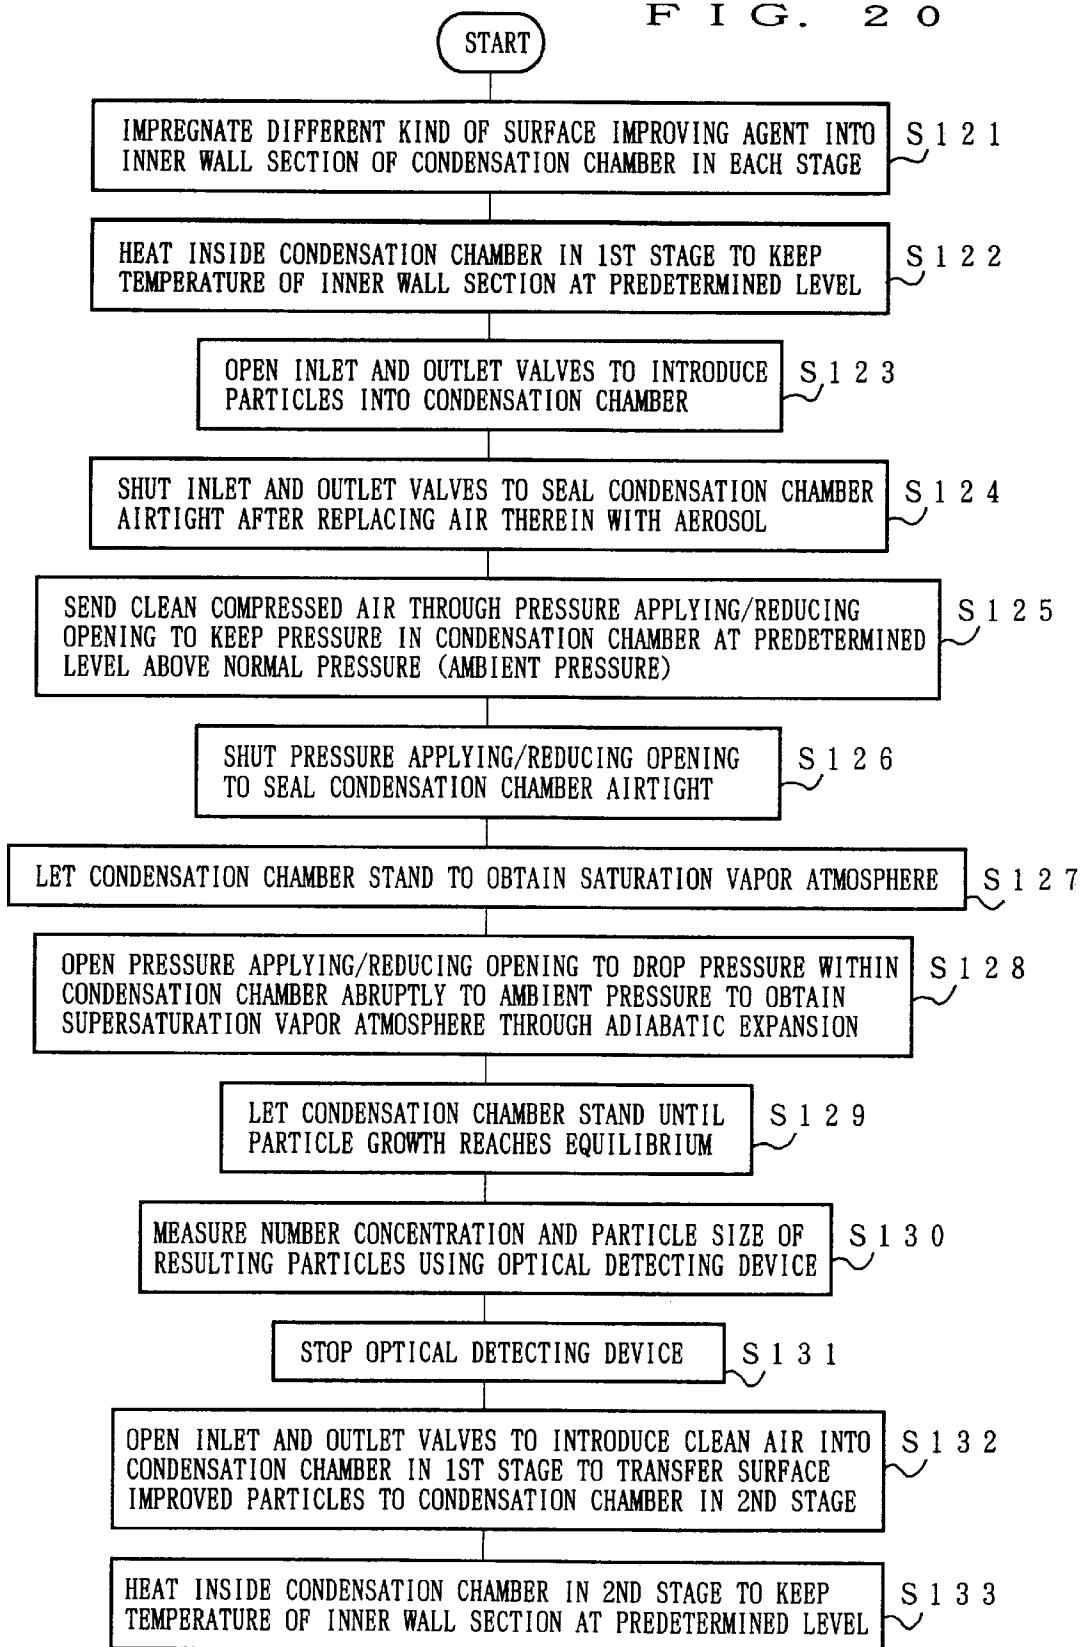 F I G. 2 0
START
IMPREGNATE DIFFERENT KIND OF SURFACE IMPROVING AGENT INTO
INNER WALL SECTION OF CONDENSATION CHAMBER IN EACH STAGE
S 1 2 1
HEAT INSIDE CONDENSATION CHAMBER IN 1ST STAGE TO KEEP
TEMPERATURE OF INNER WALL SECTION AT PREDETERMINED LEVEL
S 1 2 2
OPEN INLET AND OUTLET VALVES TO INTRODUCE
PARTICLES INTO CONDENSATION CHAMBER
S 1 2 3
SHUT INLET AND OUTLET VALVES TO SEAL CONDENSATION CHAMBER
AIRTIGHT AFTER REPLACING AIR THEREIN WITH AEROSOL
S 1 2 4
SEND CLEAN COMPRESSED AIR THROUGH PRESSURE APPLYING/REDUCING
OPENING TO KEEP PRESSURE IN CONDENSATION CHAMBER AT PREDETERMINED
LEVEL ABOVE NORMAL PRESSURE (AMBIENT PRESSURE)
S 1 2 5
SHUT PRESSURE APPLYING/REDUCING OPENING
TO SEAL CONDENSATION CHAMBER AIRTIGHT
S 1 2 6
LET CONDENSATION CHAMBER STAND TO OBTAIN SATURATION VAPOR ATMOSPHERE
S 1 2 7
OPEN PRESSURE APPLYING/REDUCING OPENING TO DROP PRESSURE WITHIN
CONDENSATION CHAMBER ABRUPTLY TO AMBIENT PRESSURE TO OBTAIN
SUPERSATURATION VAPOR ATMOSPHERE THROUGH ADIABATIC EXPANSION
S 1 2 8
LET CONDENSATION CHAMBER STAND UNTIL
PARTICLE GROWTH REACHES EQUILIBRIUM
S 1 2 9
MEASURE NUMBER CONCENTRATION AND PARTICLE SIZE OF
RESULTING PARTICLES USING OPTICAL DETECTING DEVICE
S 1 3 0
STOP OPTICAL DETECTING DEVICE
S 1 3 1
OPEN INLET AND OUTLET VALVES TO INTRODUCE CLEAN AIR INTO
CONDENSATION CHAMBER IN 1ST STAGE TO TRANSFER SURFACE
IMPROVED PARTICLES TO CONDENSATION CHAMBER IN 2ND STAGE
S 1 3 2
HEAT INSIDE CONDENSATION CHAMBER IN 2ND STAGE TO KEEP
TEMPERATURE OF INNER WALL SECTION AT PREDETERMINED LEVEL
S 1 3 3